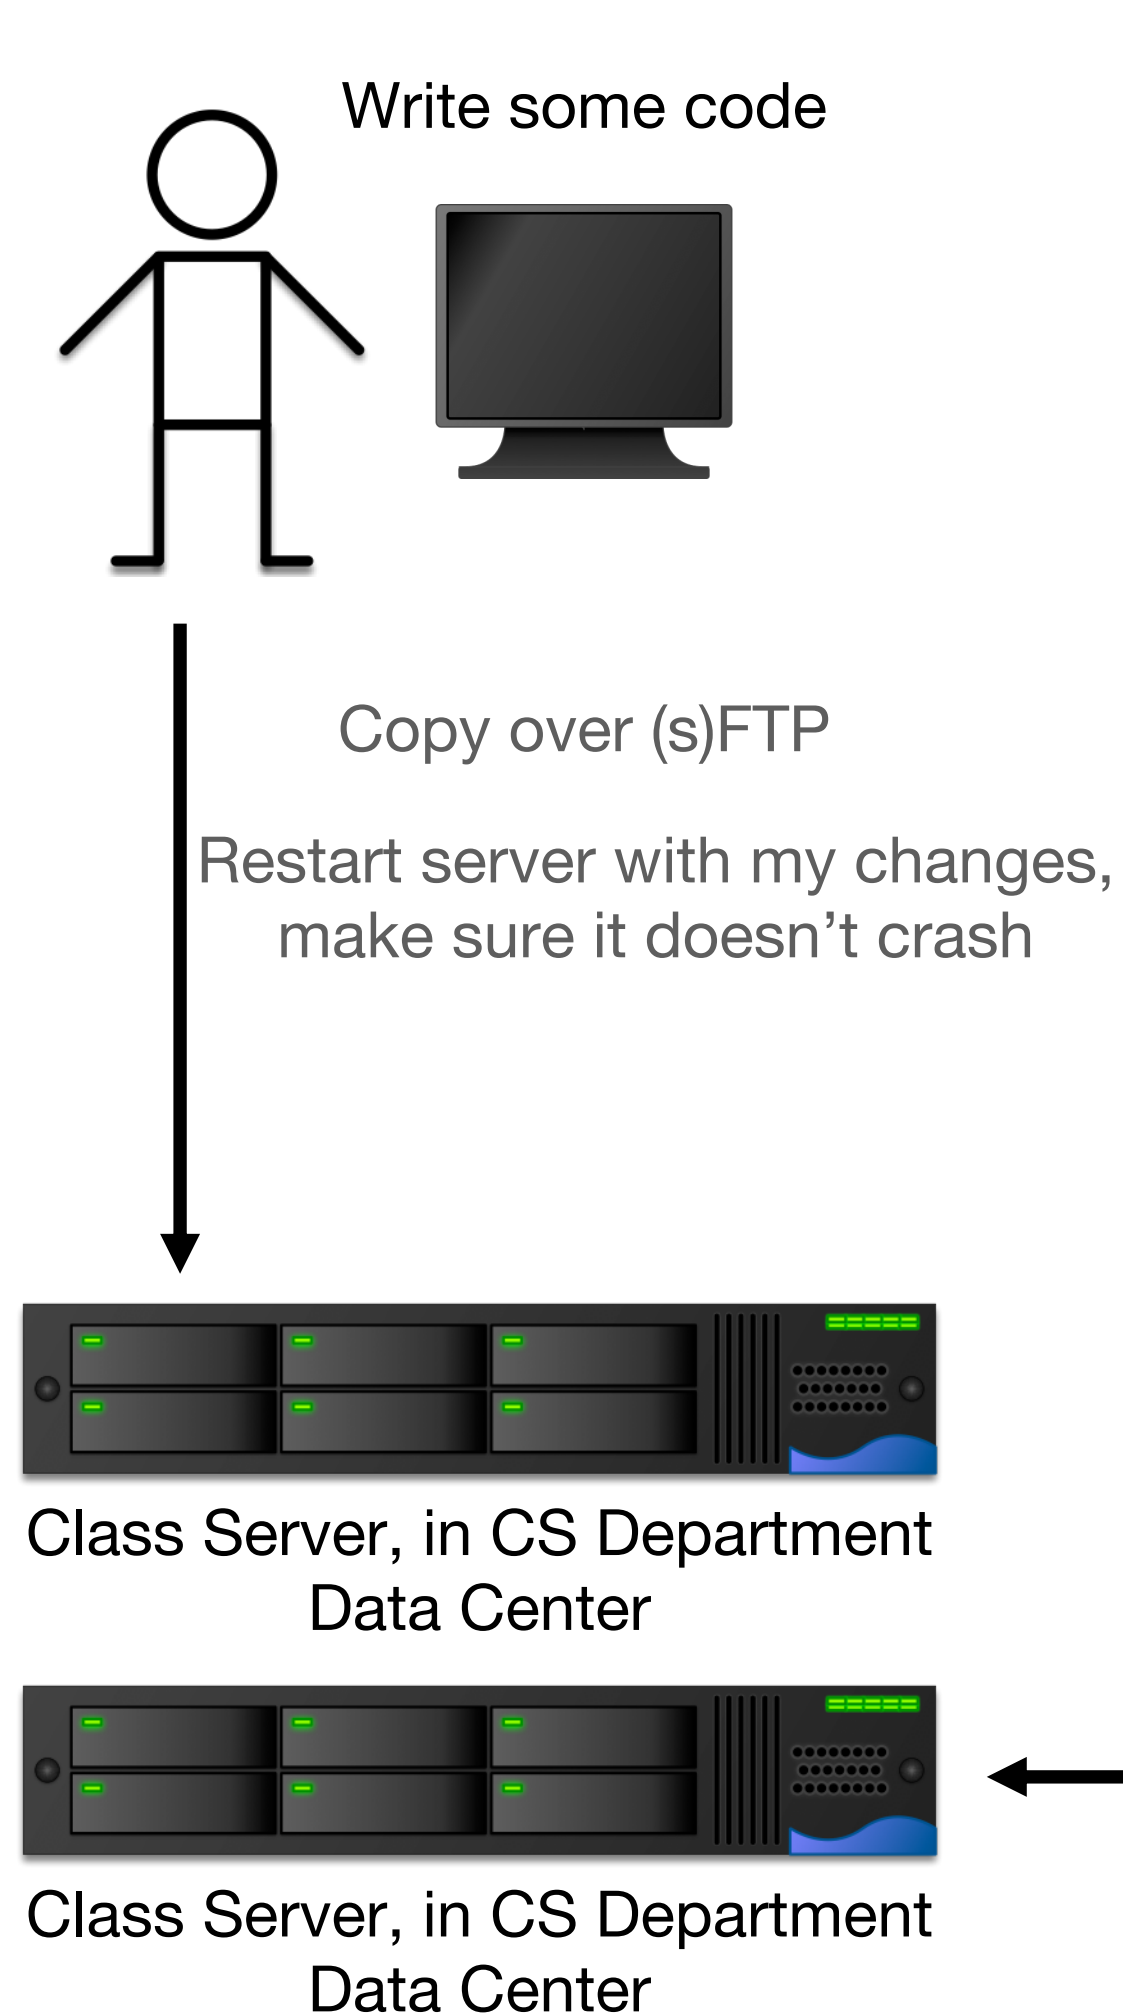 Write some code
Copy over (s)FTP
Restart server with my changes,
make sure it doesn’t crash
Class Server, in CS Department
Data Center
Class Server, in CS Department
Data Center